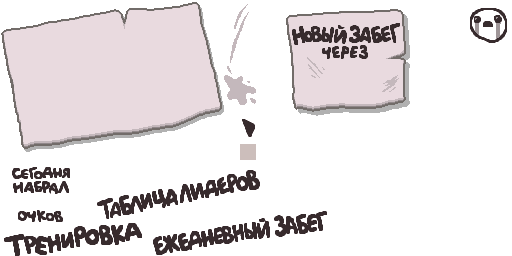 НОВЫЙ ЗАБЕГ
ЧЕРЕЗ
СЕГОДНЯ
НАБРАЛ
ОЧКОВ
ТАБЛИЦА ЛИДЕРОВ
ТРЕНИРОВКА
ЕЖЕДНЕВНЫЙ ЗАБЕГ